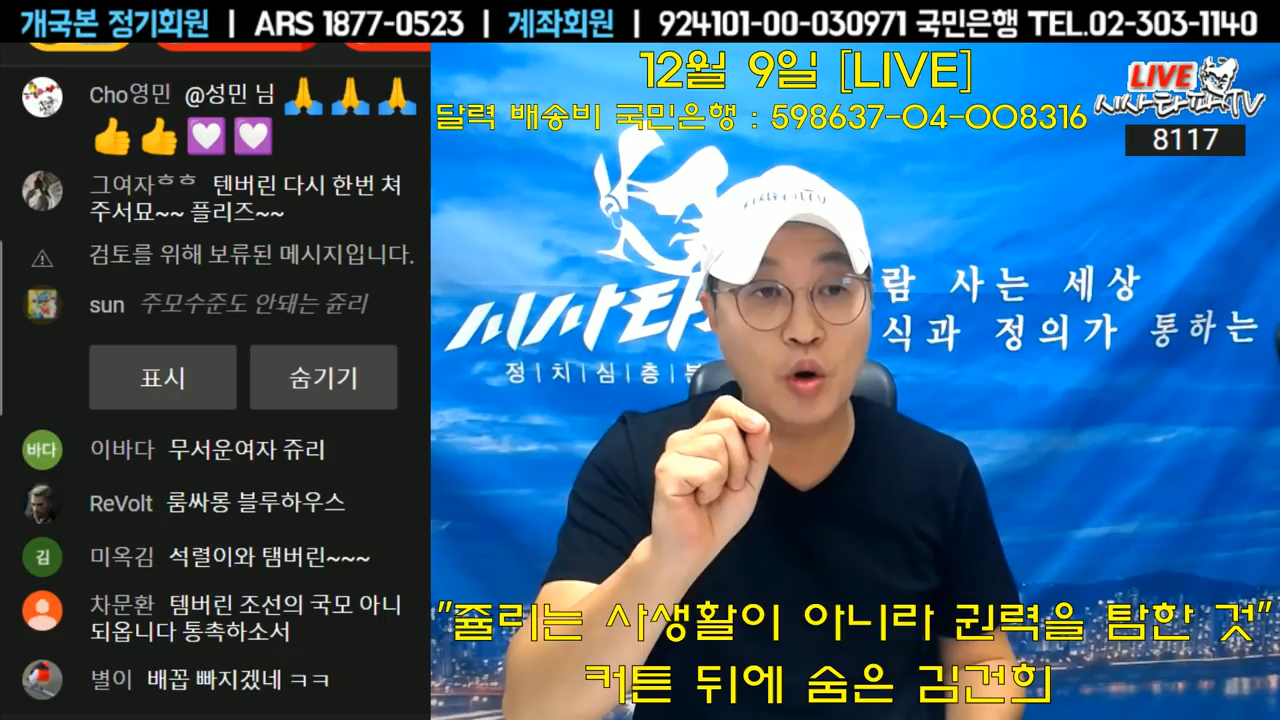 개국본 정기회원 | ARS 1877-0523 | 계좌회원 | 924101-00-030971 국민은행 TEL.02-303-1140
Cho영민 @성민 님 🙏 🙏 🙏
👍 👍 💟 💟
그여자ㅎㅎ 텐버린 다시 한번 쳐
주서묘~~ 플리즈~~
검토를 위해 보류된 메시지입니다.
sun 주모수준도 안돼는 쥴리
표시 숨기기
바다 이바다 무서운여자 쥬리
ReVolt 룸싸롱 블루하우스
김 미옥김 석렬이와 탬버린~~~
차문환 템버린 조선의 국모 아니
되옵니다 통촉하소서
별이 배꼽 빠지겠네 ㅋㅋ
12월 9일 [LIVE]
달력 배송비 국민은행 : 598637-04-008316
LIVE
시사타파TV
8117
시사타
정|치|심|층|분
람 사는 세상
식과 정의가 통하는
"쥴리는 사생활이 아니라 권력을 탐한 것"
커튼 뒤에 숨은 김건희